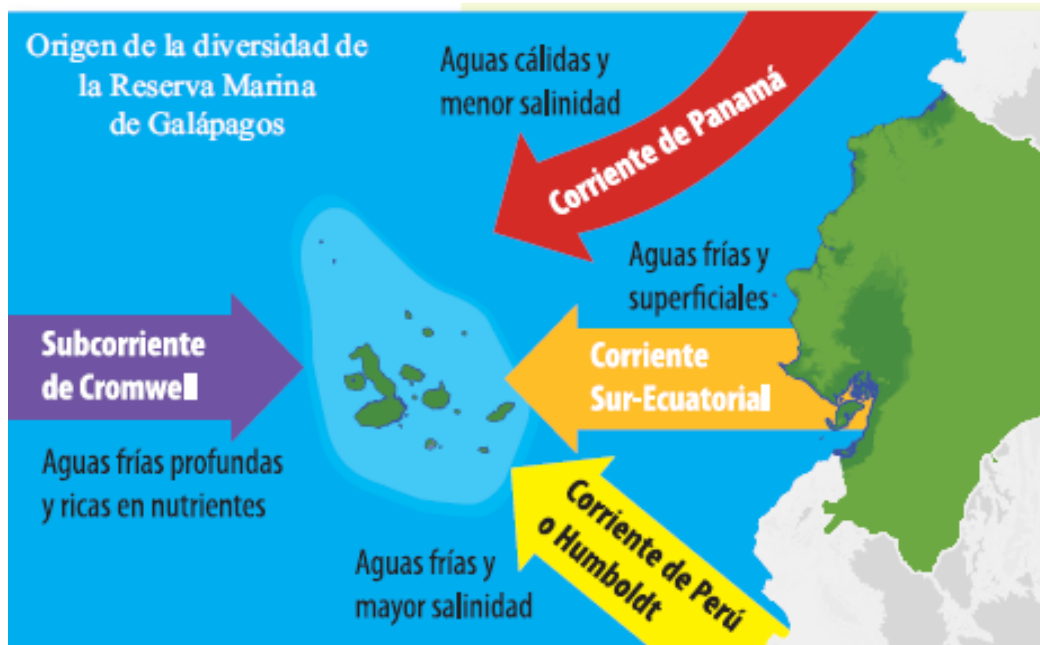 Origen de la diversidad de
la Reserva Marina
de Galápagos
Aguas cálidas y
menor salinidad
Corriente de Panamá
Aguas frías y
superficiales
Subcorriente
de Cromwell
Corriente
Sur-Ecuatorial
Aguas frías profundas
y ricas en nutrientes
Corriente de Perú
o Humboldt
Aguas frías y
mayor salinidad